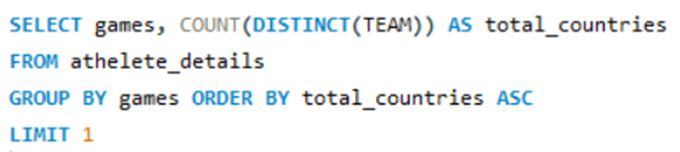 SELECT games, COUNT(DISTINCT(TEAM)) AS total_countries
FROM athelete_details
GROUP BY games ORDER BY total_countries ASC
LIMIT 1